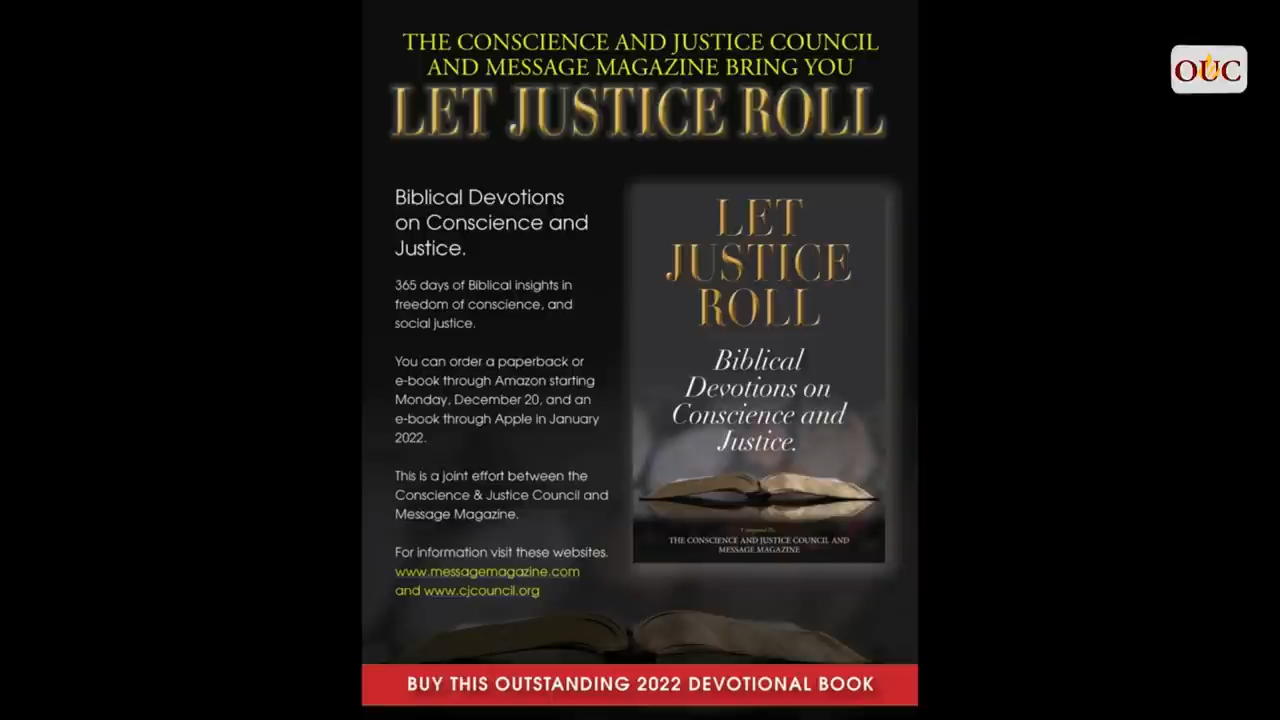 THE CONSCIENCE AND JUSTICE COUNCIL
AND MESSAGE MAGAZINE BRING YOU
LET JUSTICE ROLL
OUC
Biblical Devotions
on Conscience and
Justice.
365 days of Biblical insights in
freedom of conscience, and
social justice.
You can order a paperback or
e-book through Amazon starting
Monday, December 20, and an
e-book through Apple in January
2022.
This is a joint effort between the
Conscience & Justice Council and
Message Magazine.
For information visit these websites.
www.messagemagazine.com
and www.cjcouncil.org
LET
JUSTICE
ROLL
Biblical
Devotions on
Conscience and
Justice.
THE CONSCIENCE AND JUSTICE COUNCIL AND
MESSAGE MAGAZINE
BUY THIS OUTSTANDING 2022 DEVOTIONAL BOOK